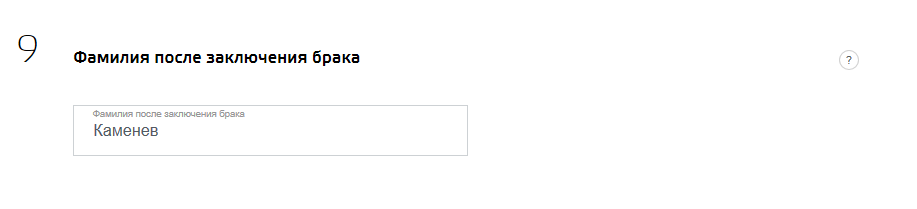 9
Фамилия после заключения брака
?
Фамилия после заключения брака
Каменев